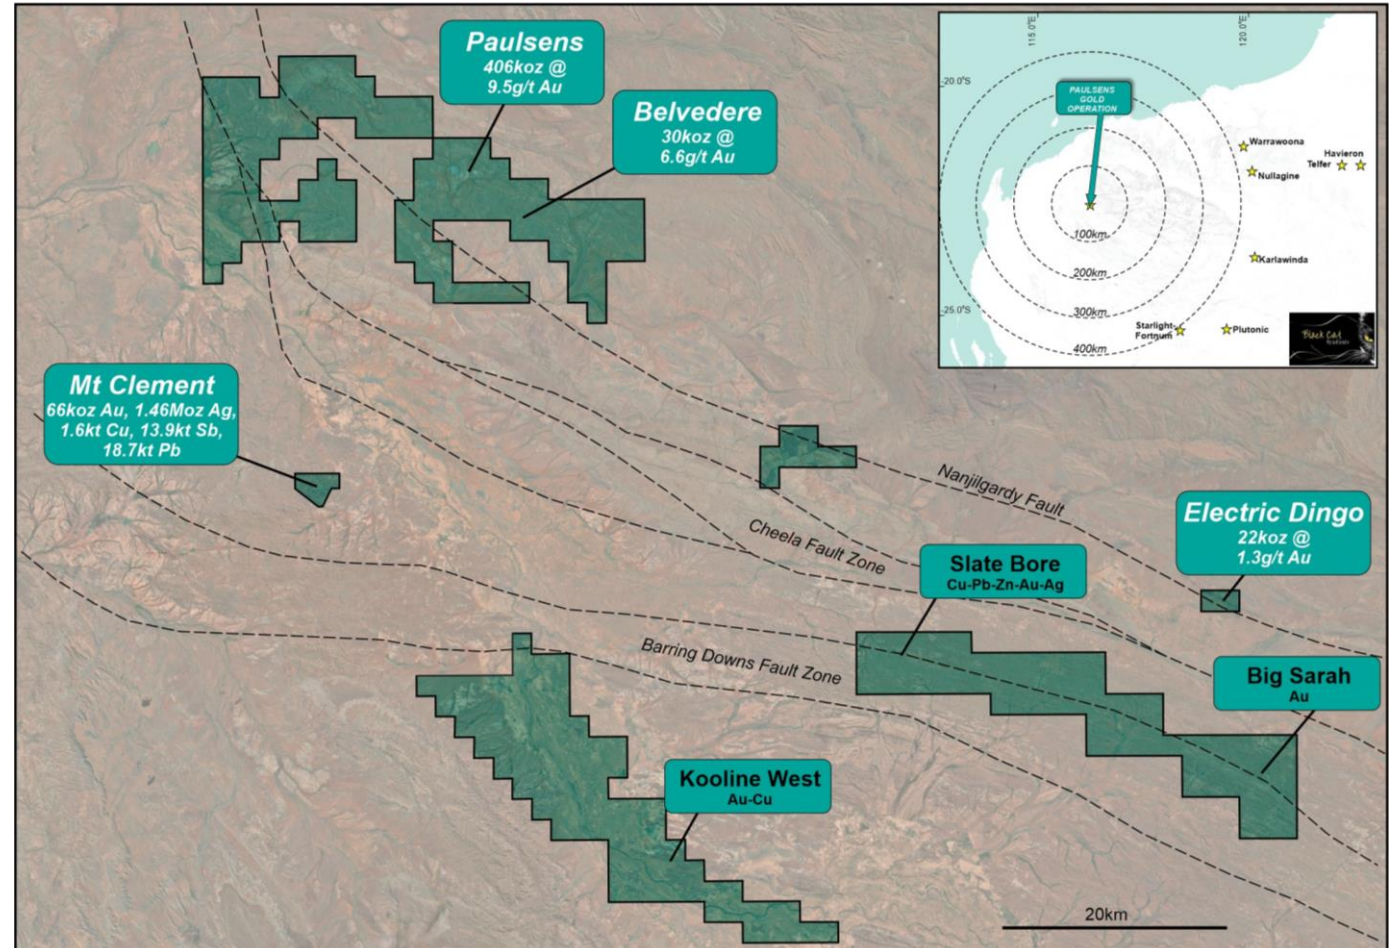 Paulsens
406koz @
9.5g/t Au
Belvedere
30koz @
6.6g/t Au
115.0°E
120.0°E
-20.0°S
PAULSENS
GOLD
OPERATION
Warrawoona
Havieron
Telfer
Nullagine
100km
200km
Karlawinda
-25.0°S
300km
Starlight-
Fortnum
Plutonic
400km
Black Cat
Mt Clement
66koz Au, 1.46Moz Ag,
1.6kt Cu, 13.9kt Sb,
18.7kt Pb
Nanjilgardy Fault
Cheela Fault Zone
Electric Dingo
22koz @
1.3g/t Au
Slate Bore
Cu-Pb-Zn-Au-Ag
Barring Downs Fault Zone
Big Sarah
Au
Kooline West
Au-Cu
20km